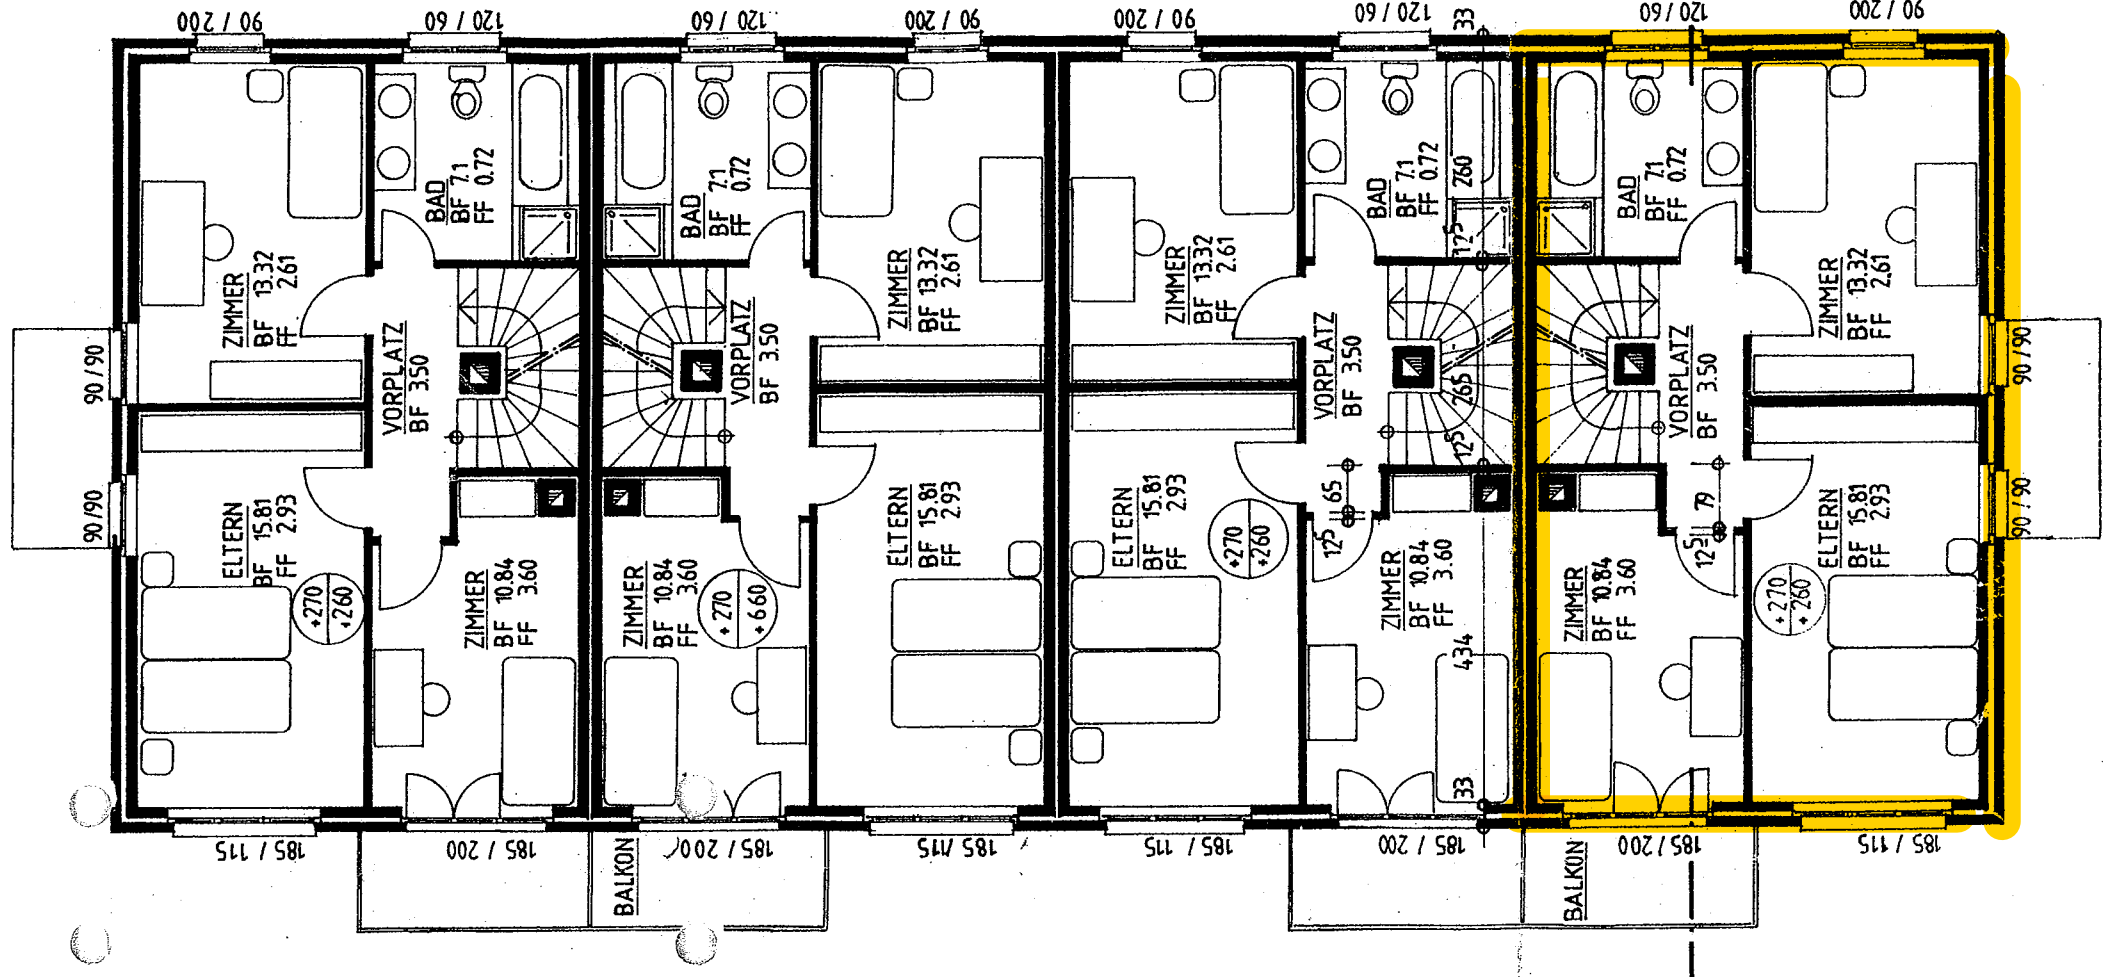 90 / 200
120 / 60
120 / 60
90 / 200
90 / 200
120 / 60
33
120 / 60
90 / 200
ZIMMER
BF 13.32
FF 2.61
BAD
BF 7.1
FF 0.72
BAD
BF 7.1
FF 0.72
ZIMMER
BF 13.32
FF 2.61
ZIMMER
BF 13.32
FF 2.61
BAD
BF 7.1
FF 0.72
260
12⁵
BAD
BF 7.1
FF 0.72
ZIMMER
BF 13.32
FF 2.61
90 / 90
VORPLATZ
BF 3.50
VORPLATZ
BF 3.50
VORPLATZ
BF 3.50
265
12⁵
VORPLATZ
BF 3.50
90 / 90
90 / 90
ELTERN
BF 15.81
FF 2.93
+270
+260
ZIMMER
BF 10.84
FF 3.60
ZIMMER
BF 10.84
FF 3.60
+270
+660
ELTERN
BF 15.81
FF 2.93
ELTERN
BF 15.81
FF 2.93
+270
+260
65
12⁵
ZIMMER
BF 10.84
FF 3.60
434
33
ZIMMER
BF 10.84
FF 3.60
79
12⁵
+270
+260
ELTERN
BF 15.81
FF 2.93
90 / 90
185 / 115
185 / 200
185 / 200
185 / 115
185 / 115
185 / 200
185 / 200
185 / 115
BALKON
BALKON